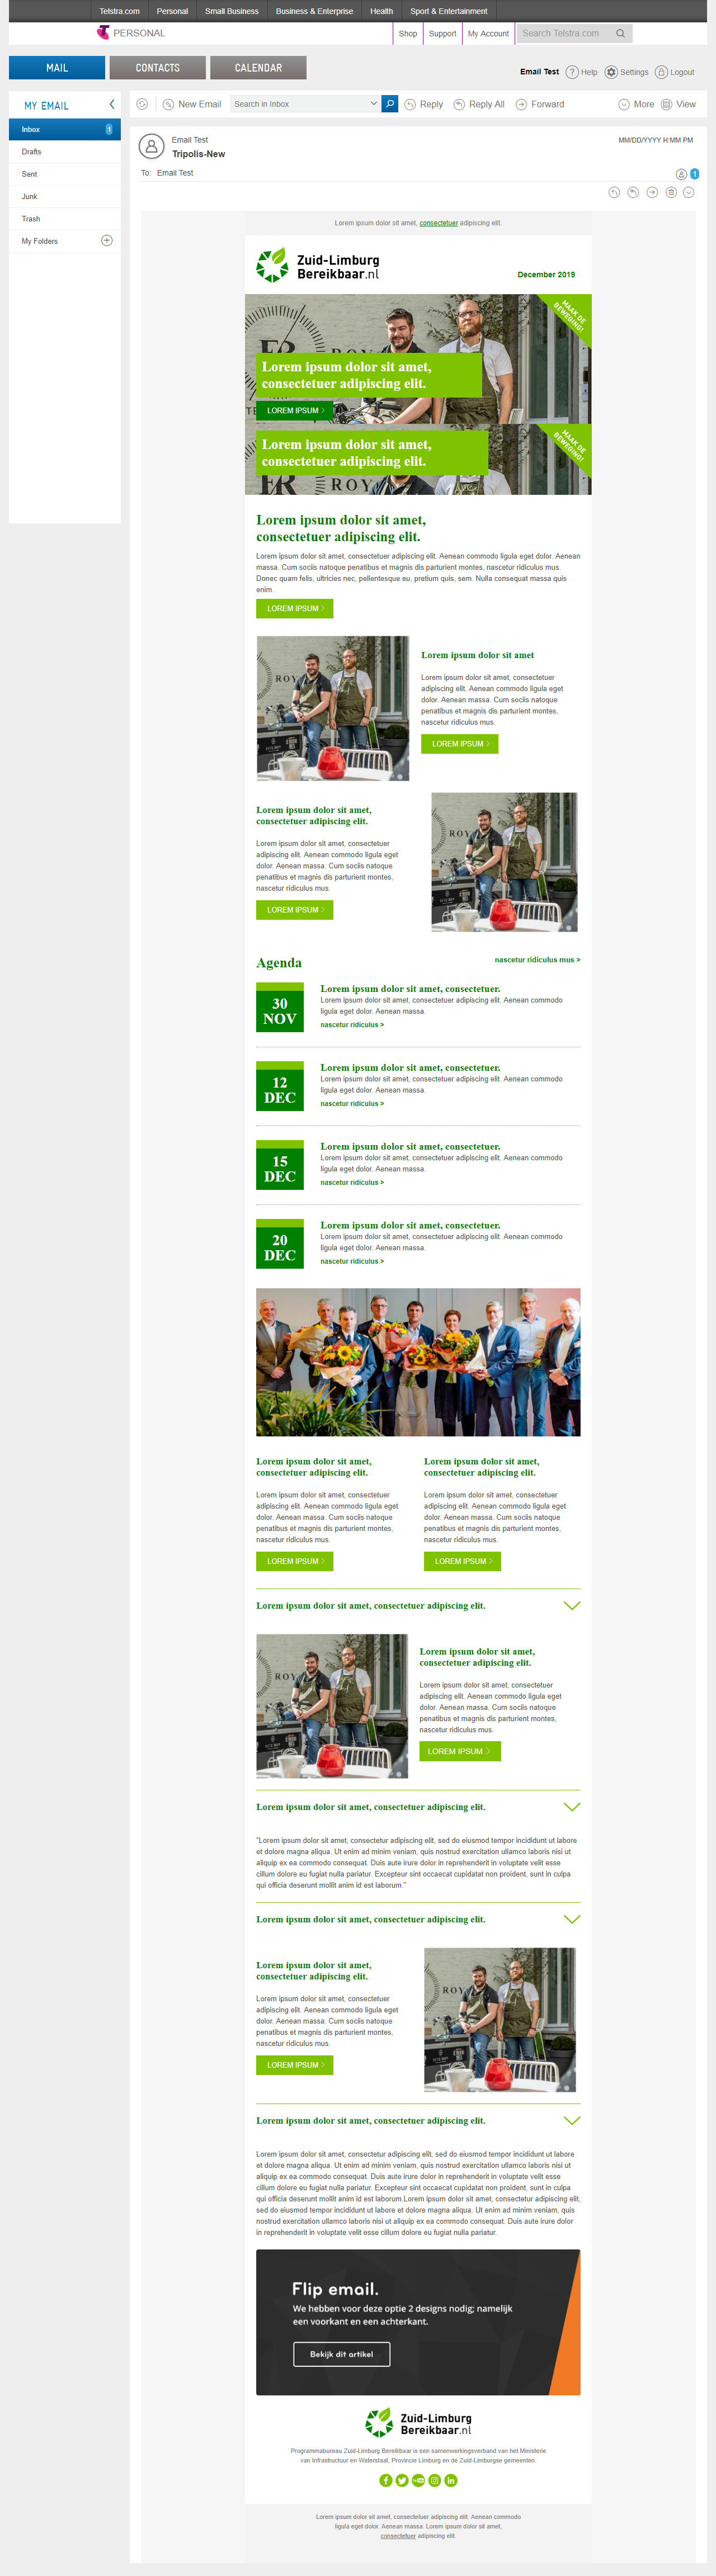 Telstra.com Personal Small Business Business & Enterprise Health Sport & Entertainment
PERSONAL Shop Support My Account Search Telstra.com
MAIL CONTACTS CALENDAR
Email Test Help Settings Logout
MY EMAIL
Inbox 1
Drafts
Sent
Junk
Trash
My Folders
New Email Search in Inbox Reply Reply All Forward More View
Email Test MM/DD/YYYY H:MM PM
Tripolis-New
To: Email Test 1
Lorem ipsum dolor sit amet, consectetuer adipiscing elit.
Zuid-Limburg
Bereikbaar.nl
December 2019
MAAK DE
BEWEGING!
Lorem ipsum dolor sit amet,
consectetuer adipiscing elit.
LOREM IPSUM
MAAK DE
BEWEGING!
Lorem ipsum dolor sit amet,
consectetuer adipiscing elit.
Lorem ipsum dolor sit amet,
consectetuer adipiscing elit.
Lorem ipsum dolor sit amet, consectetuer adipiscing elit. Aenean commodo ligula eget dolor. Aenean
massa. Cum sociis natoque penatibus et magnis dis parturient montes, nascetur ridiculus mus.
Donec quam felis, ultricies nec, pellentesque eu, pretium quis, sem. Nulla consequat massa quis
enim.
LOREM IPSUM
ROY
Lorem ipsum dolor sit amet
Lorem ipsum dolor sit amet, consectetuer
adipiscing elit. Aenean commodo ligula eget
dolor. Aenean massa. Cum sociis natoque
penatibus et magnis dis parturient montes,
nascetur ridiculus mus.
LOREM IPSUM
Lorem ipsum dolor sit amet,
consectetuer adipiscing elit.
Lorem ipsum dolor sit amet, consectetuer
adipiscing elit. Aenean commodo ligula eget
dolor. Aenean massa. Cum sociis natoque
penatibus et magnis dis parturient montes,
nascetur ridiculus mus.
LOREM IPSUM
ROY
Agenda nascetur ridiculus mus >
30
NOV
Lorem ipsum dolor sit amet, consectetuer.
Lorem ipsum dolor sit amet, consectetuer adipiscing elit. Aenean commodo
ligula eget dolor. Aenean massa.
nascetur ridiculus >
12
DEC
Lorem ipsum dolor sit amet, consectetuer.
Lorem ipsum dolor sit amet, consectetuer adipiscing elit. Aenean commodo
ligula eget dolor. Aenean massa.
nascetur ridiculus >
15
DEC
Lorem ipsum dolor sit amet, consectetuer.
Lorem ipsum dolor sit amet, consectetuer adipiscing elit. Aenean commodo
ligula eget dolor. Aenean massa.
nascetur ridiculus >
20
DEC
Lorem ipsum dolor sit amet, consectetuer.
Lorem ipsum dolor sit amet, consectetuer adipiscing elit. Aenean commodo
ligula eget dolor. Aenean massa.
nascetur ridiculus >
Lorem ipsum dolor sit amet,
consectetuer adipiscing elit.
Lorem ipsum dolor sit amet, consectetuer
adipiscing elit. Aenean commodo ligula eget
dolor. Aenean massa. Cum sociis natoque
penatibus et magnis dis parturient montes,
nascetur ridiculus mus.
LOREM IPSUM
Lorem ipsum dolor sit amet,
consectetuer adipiscing elit.
Lorem ipsum dolor sit amet, consectetuer
adipiscing elit. Aenean commodo ligula eget
dolor. Aenean massa. Cum sociis natoque
penatibus et magnis dis parturient montes,
nascetur ridiculus mus.
LOREM IPSUM
Lorem ipsum dolor sit amet, consectetuer adipiscing elit.
ROY
Lorem ipsum dolor sit amet,
consectetuer adipiscing elit.
Lorem ipsum dolor sit amet, consectetuer
adipiscing elit. Aenean commodo ligula eget
dolor. Aenean massa. Cum sociis natoque
penatibus et magnis dis parturient montes,
nascetur ridiculus mus.
LOREM IPSUM
Lorem ipsum dolor sit amet, consectetuer adipiscing elit.
"Lorem ipsum dolor sit amet, consectetur adipiscing elit, sed do eiusmod tempor incididunt ut labore
et dolore magna aliqua. Ut enim ad minim veniam, quis nostrud exercitation ullamco laboris nisi ut
aliquip ex ea commodo consequat. Duis aute irure dolor in reprehenderit in voluptate velit esse
cillum dolore eu fugiat nulla pariatur. Excepteur sint occaecat cupidatat non proident, sunt in culpa
qui officia deserunt mollit anim id est laborum."
Lorem ipsum dolor sit amet, consectetuer adipiscing elit.
Lorem ipsum dolor sit amet,
consectetuer adipiscing elit.
Lorem ipsum dolor sit amet, consectetuer
adipiscing elit. Aenean commodo ligula eget
dolor. Aenean massa. Cum sociis natoque
penatibus et magnis dis parturient montes,
nascetur ridiculus mus.
LOREM IPSUM
ROY
Lorem ipsum dolor sit amet, consectetuer adipiscing elit.
Lorem ipsum dolor sit amet, consectetur adipiscing elit, sed do eiusmod tempor incididunt ut labore
et dolore magna aliqua. Ut enim ad minim veniam, quis nostrud exercitation ullamco laboris nisi ut
aliquip ex ea commodo consequat. Duis aute irure dolor in reprehenderit in voluptate velit esse
cillum dolore eu fugiat nulla pariatur. Excepteur sint occaecat cupidatat non proident, sunt in culpa
qui officia deserunt mollit anim id est laborum.Lorem ipsum dolor sit amet, consectetur adipiscing elit,
sed do eiusmod tempor incididunt ut labore et dolore magna aliqua. Ut enim ad minim veniam, quis
nostrud exercitation ullamco laboris nisi ut aliquip ex ea commodo consequat. Duis aute irure dolor
in reprehenderit in voluptate velit esse cillum dolore eu fugiat nulla pariatur.
Flip email.
We hebben voor deze optie 2 designs nodig; namelijk
een voorkant en een achterkant.
Bekijk dit artikel
Zuid-Limburg
Bereikbaar.nl
Programmabureau Zuid-Limburg Bereikbaar is een samenwerkingsverband van het Ministerie
van Infrastructuur en Waterstaat, Provincie Limburg en de Zuid-Limburgse gemeenten.
Lorem ipsum dolor sit amet, consectetuer adipiscing elit. Aenean commodo
ligula eget dolor. Aenean massa. Lorem ipsum dolor sit amet,
consectetuer adipiscing elit.